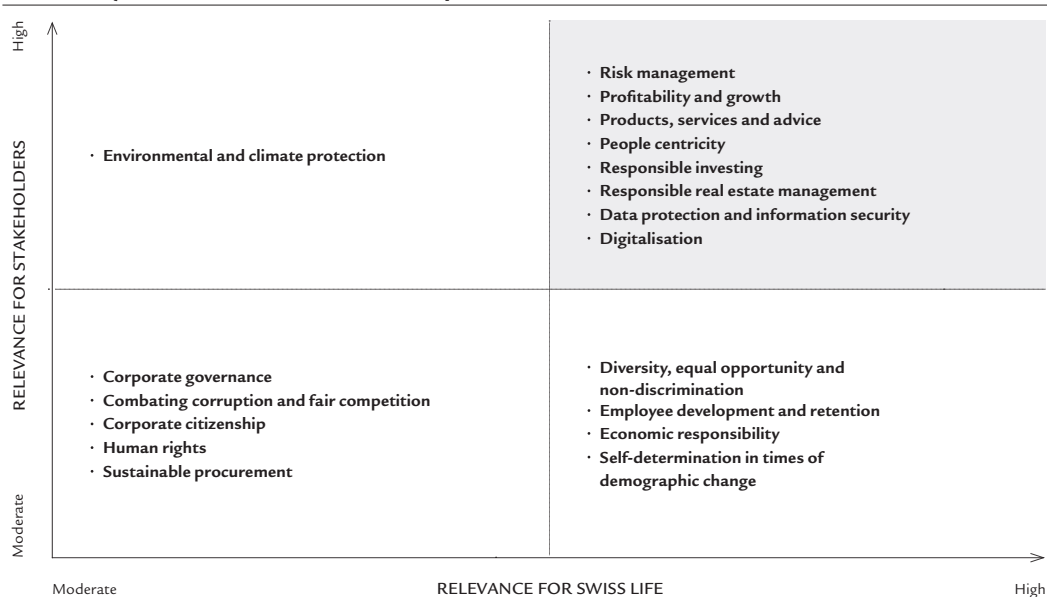 High
· Risk management
· Profitability and growth
· Products, services and advice
· People centricity
· Responsible investing
· Responsible real estate management
· Data protection and information security
· Digitalisation
· Environmental and climate protection
RELEVANCE FOR STAKEHOLDERS
· Corporate governance
· Combating corruption and fair competition
· Corporate citizenship
· Human rights
· Sustainable procurement
· Diversity, equal opportunity and
non-discrimination
· Employee development and retention
· Economic responsibility
· Self-determination in times of
demographic change
Moderate
Moderate
RELEVANCE FOR SWISS LIFE
High